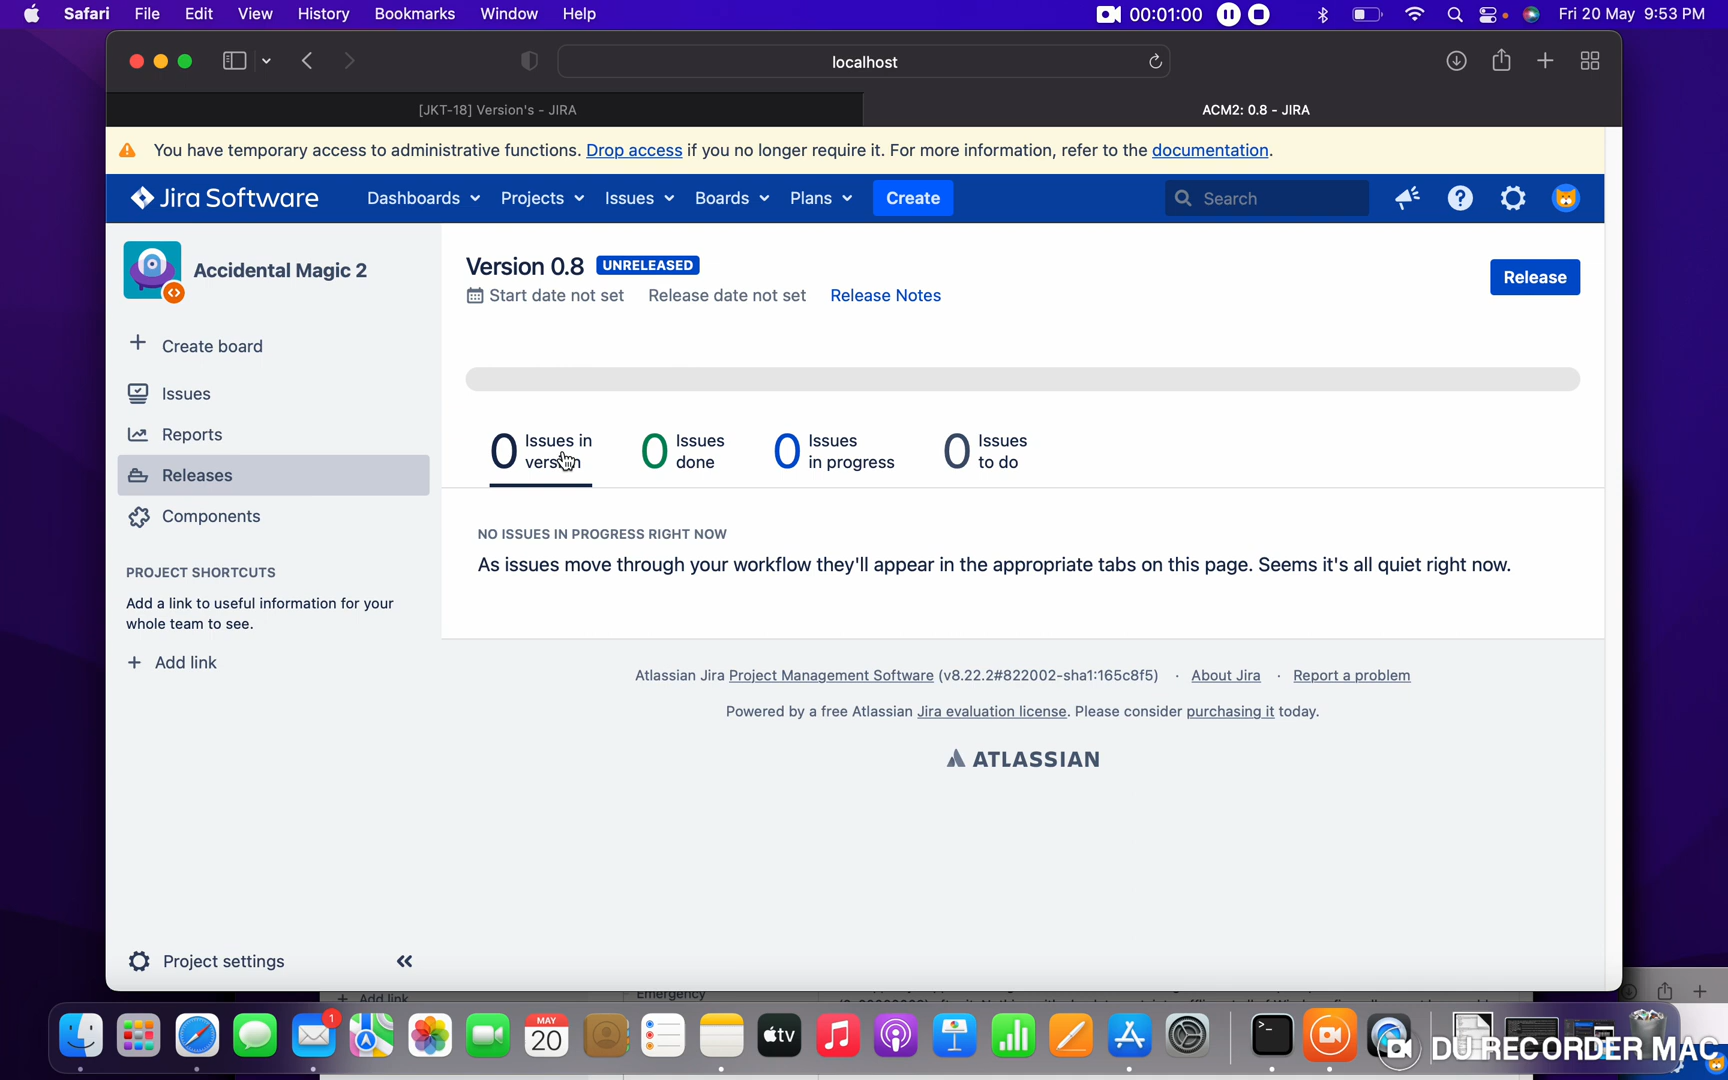 Safari File Edit View History Bookmarks Window Help 00:01:00 Fri 20 May 9:53 PM
localhost
[JKT-18] Version's - JIRA ACM2: 0.8 - JIRA
You have temporary access to administrative functions. Drop access if you no longer require it. For more information, refer to the documentation.
Jira Software Dashboards Projects Issues Boards Plans Create Search
Accidental Magic 2
Create board
Issues
Reports
Releases
Components
PROJECT SHORTCUTS
Add a link to useful information for your
whole team to see.
Add link
Project settings
Version 0.8 UNRELEASED
Start date not set Release date not set Release Notes
Release
0 Issues in version
0 Issues done
0 Issues in progress
0 Issues to do
NO ISSUES IN PROGRESS RIGHT NOW
As issues move through your workflow they'll appear in the appropriate tabs on this page. Seems it's all quiet right now.
Atlassian Jira Project Management Software (v8.22.2#822002-sha1:165c8f5) · About Jira · Report a problem
Powered by a free Atlassian Jira evaluation license. Please consider purchasing it today.
ATLASSIAN
Add link Emergency
1
MAY
20
tv
DU RECORDER MAC